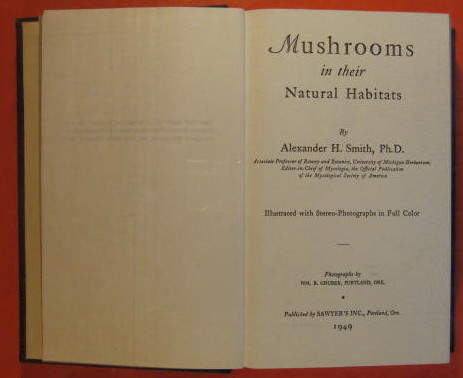 Mushrooms
in their
Natural Habitats
By
Alexander H. Smith, Ph.D.
Associate Professor of Botany and Botanist, University of Michigan Herbarium;
Editor-in-Chief of Mycologia, the Official Publication
of the Mycological Society of America
Illustrated with Stereo-Photographs in Full Color
Photographs by
WM. B. GRUBER, PORTLAND, ORE.
Published by SAWYER'S INC., Portland, Ore.
1949